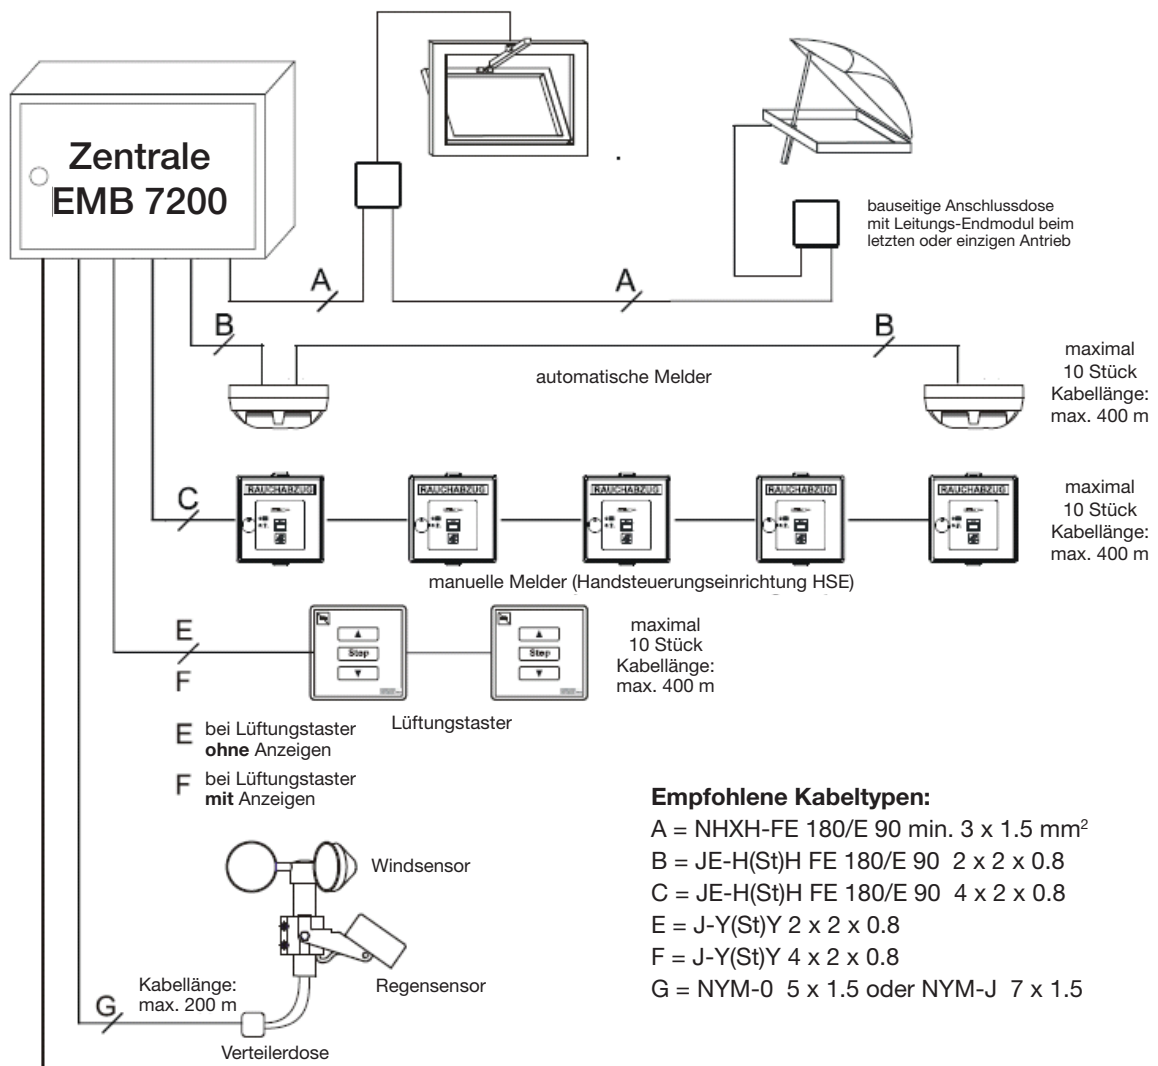 Zentrale
EMB 7200
bauseitige Anschlussdose
mit Leitungs-Endmodul beim
letzten oder einzigen Antrieb
A
A
B
B
automatische Melder
maximal
10 Stück
Kabellänge:
max. 400 m
C
RAUCHABZUG
RAUCHABZUG
RAUCHABZUG
RAUCHABZUG
RAUCHABZUG
maximal
10 Stück
Kabellänge:
max. 400 m
manuelle Melder (Handsteuerungseinrichtung HSE)
E
F
Stop
Stop
maximal
10 Stück
Kabellänge:
max. 400 m
Lüftungstaster
E bei Lüftungstaster
ohne Anzeigen
F bei Lüftungstaster
mit Anzeigen
Empfohlene Kabeltypen:
A = NHXH-FE 180/E 90 min. 3 x 1.5 mm²
B = JE-H(St)H FE 180/E 90 2 x 2 x 0.8
C = JE-H(St)H FE 180/E 90 4 x 2 x 0.8
E = J-Y(St)Y 2 x 2 x 0.8
F = J-Y(St)Y 4 x 2 x 0.8
G = NYM-0 5 x 1.5 oder NYM-J 7 x 1.5
Windsensor
Regensensor
Kabellänge:
max. 200 m
G
Verteilerdose